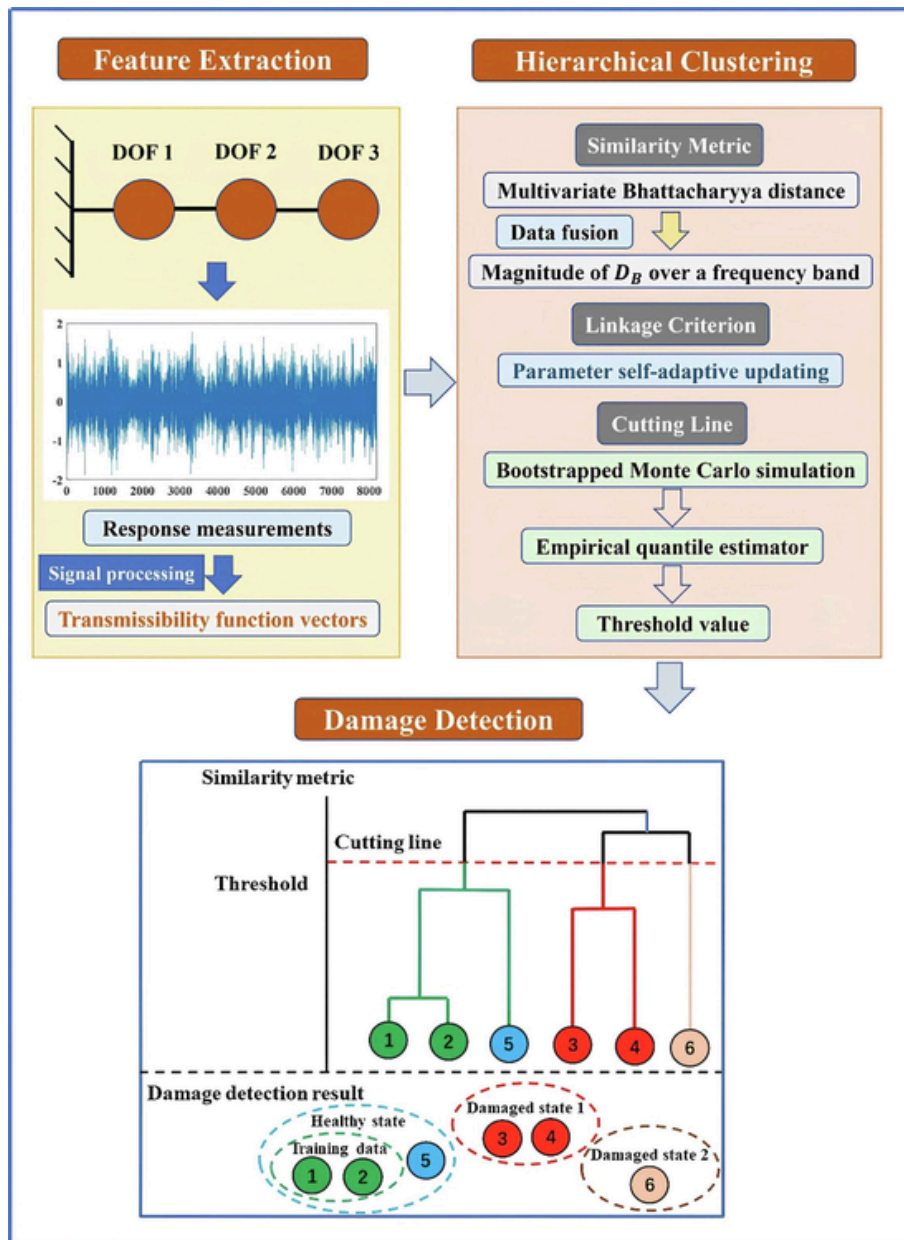 Feature Extraction
DOF 1 DOF 2 DOF 3
2
1
0
-1
-2
0 1000 2000 3000 4000 5000 6000 7000 8000
Response measurements
Signal processing
Transmissibility function vectors
Hierarchical Clustering
Similarity Metric
Multivariate Bhattacharyya distance
Data fusion
Magnitude of D_B over a frequency band
Linkage Criterion
Parameter self-adaptive updating
Cutting Line
Bootstrapped Monte Carlo simulation
Empirical quantile estimator
Threshold value
Damage Detection
Similarity metric
Cutting line
Threshold
1 2 5 3 4 6
Damage detection result
Healthy state
Training data
1 2 5
Damaged state 1
3 4
Damaged state 2
6